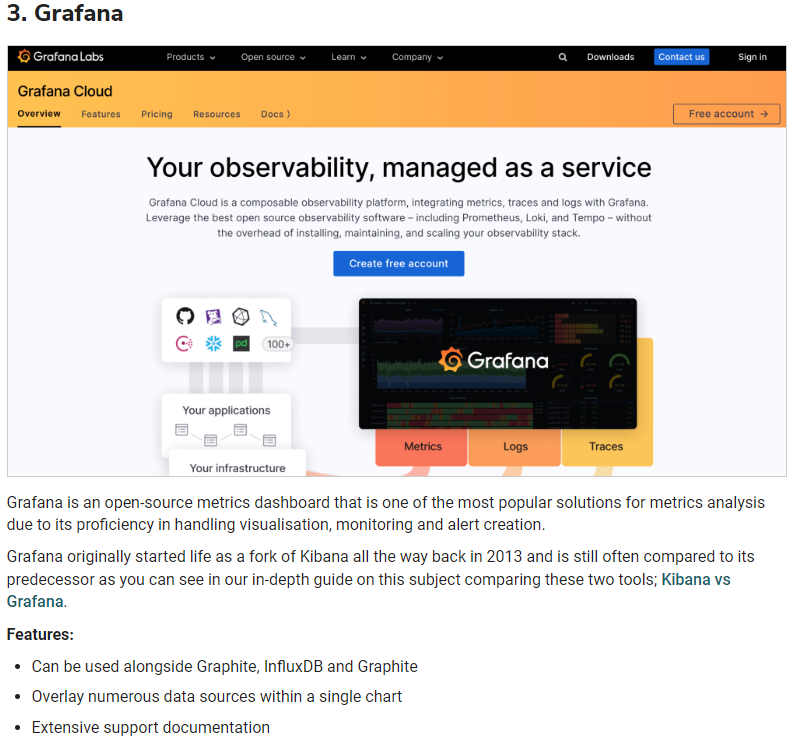 3. Grafana
Grafana Labs
Products
Open source
Learn
Company
Downloads
Contact us
Sign in
Grafana Cloud
Overview
Features
Pricing
Resources
Docs
Free account →
Your observability, managed as a service
Grafana Cloud is a composable observability platform, integrating metrics, traces and logs with Grafana.
Leverage the best open source observability software – including Prometheus, Loki, and Tempo – without
the overhead of installing, maintaining, and scaling your observability stack.
Create free account
pd
100+
Your applications
Your infrastructure
Grafana
Metrics
Logs
Traces
Grafana is an open-source metrics dashboard that is one of the most popular solutions for metrics analysis
due to its proficiency in handling visualisation, monitoring and alert creation.
Grafana originally started life as a fork of Kibana all the way back in 2013 and is still often compared to its
predecessor as you can see in our in-depth guide on this subject comparing these two tools; Kibana vs
Grafana.
Features:
• Can be used alongside Graphite, InfluxDB and Graphite
• Overlay numerous data sources within a single chart
• Extensive support documentation